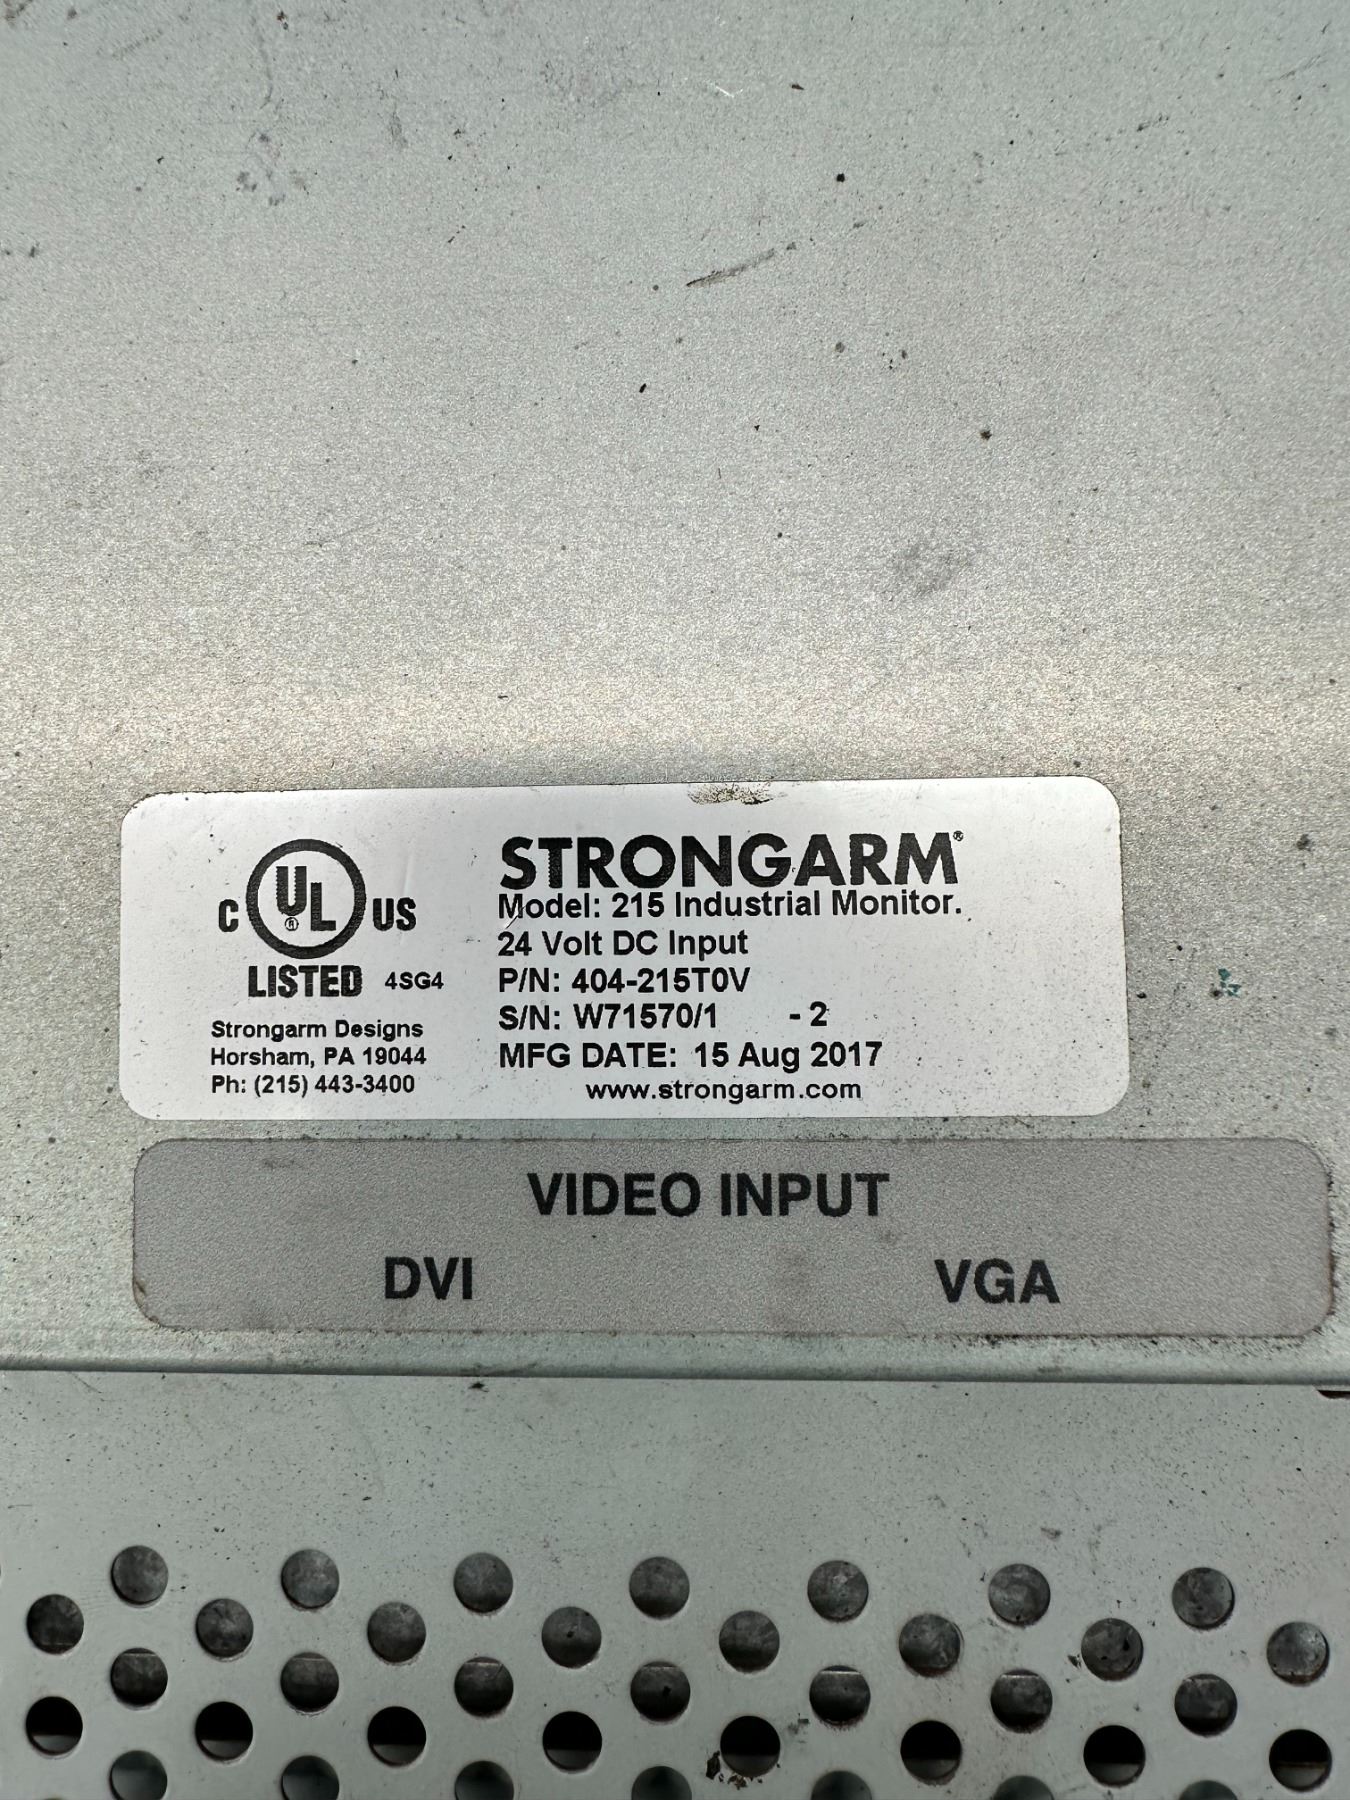 C UL® US
LISTED 4SG4
Strongarm Designs
Horsham, PA 19044
Ph: (215) 443-3400
STRONGARM®
Model: 215 Industrial Monitor.
24 Volt DC Input
P/N: 404-215T0V
S/N: W71570/1 - 2
MFG DATE: 15 Aug 2017
www.strongarm.com
VIDEO INPUT
DVI VGA